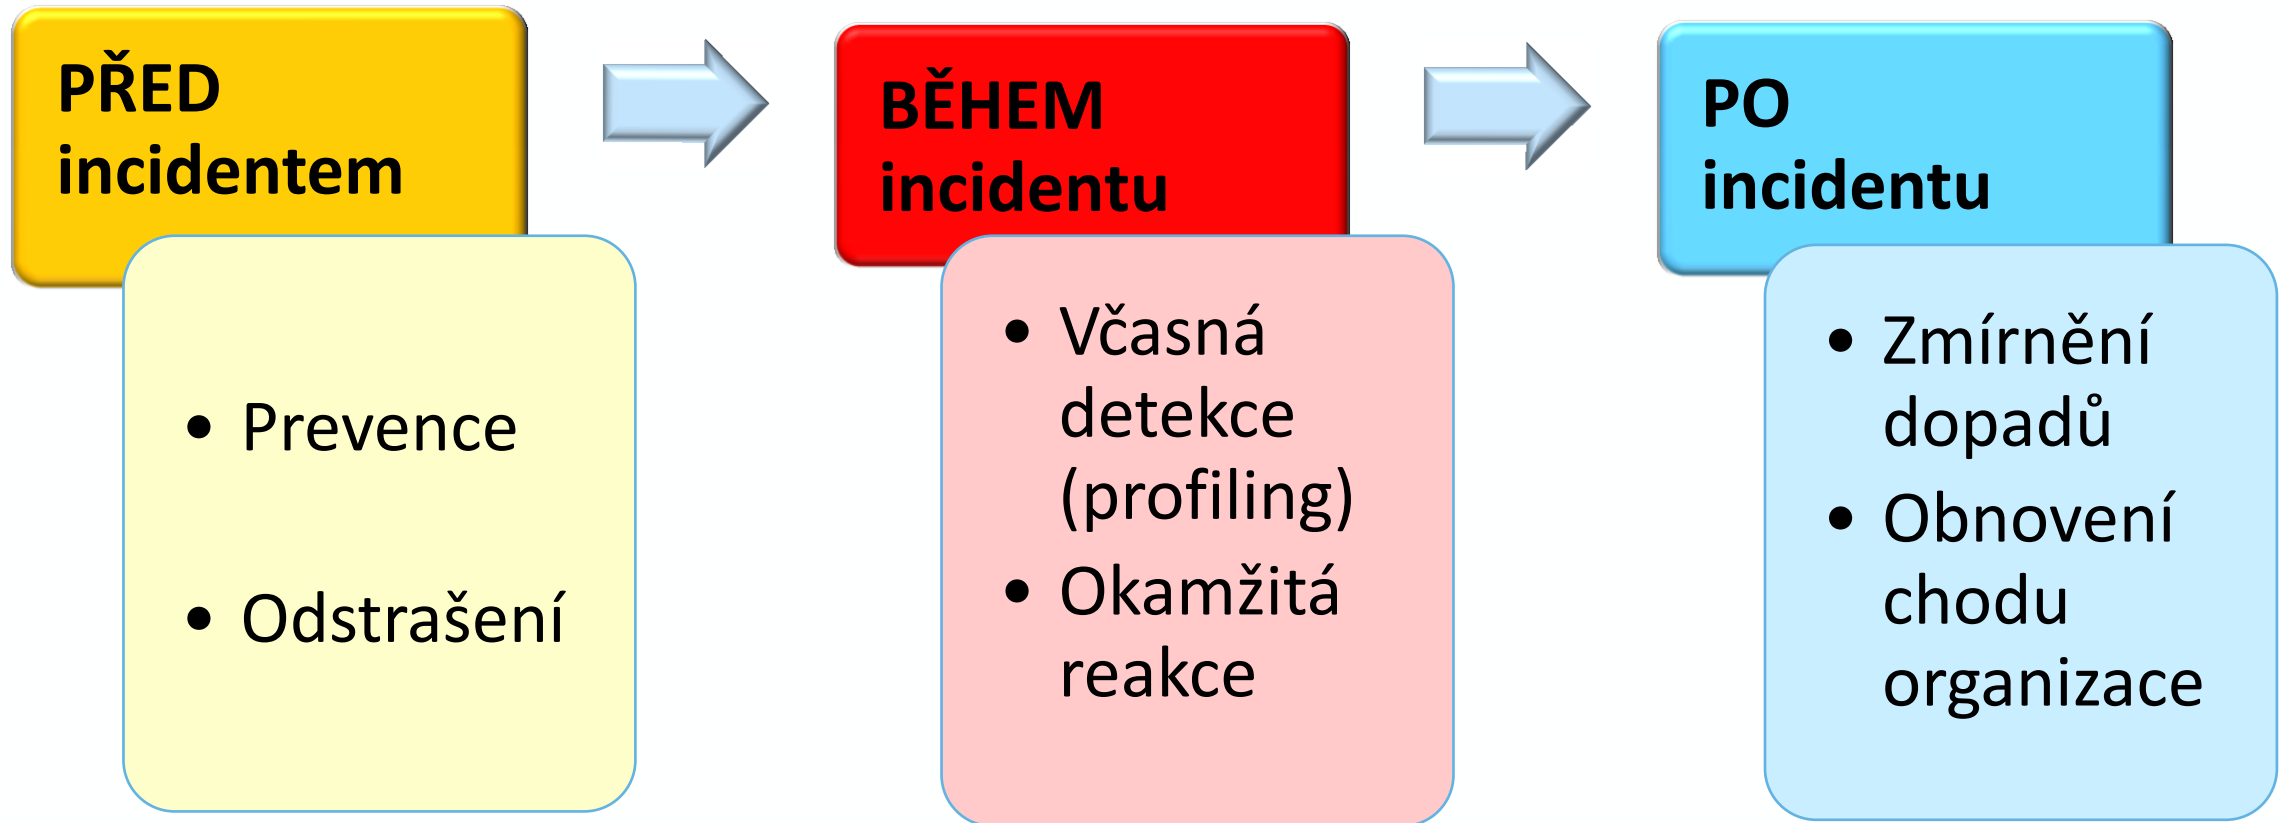 PŘED
incidentem
• Prevence
• Odstrašení
BĚHEM
incidentu
• Včasná
detekce
(profiling)
• Okamžitá
reakce
PO
incidentu
• Zmírnění
dopadů
• Obnovení
chodu
organizace